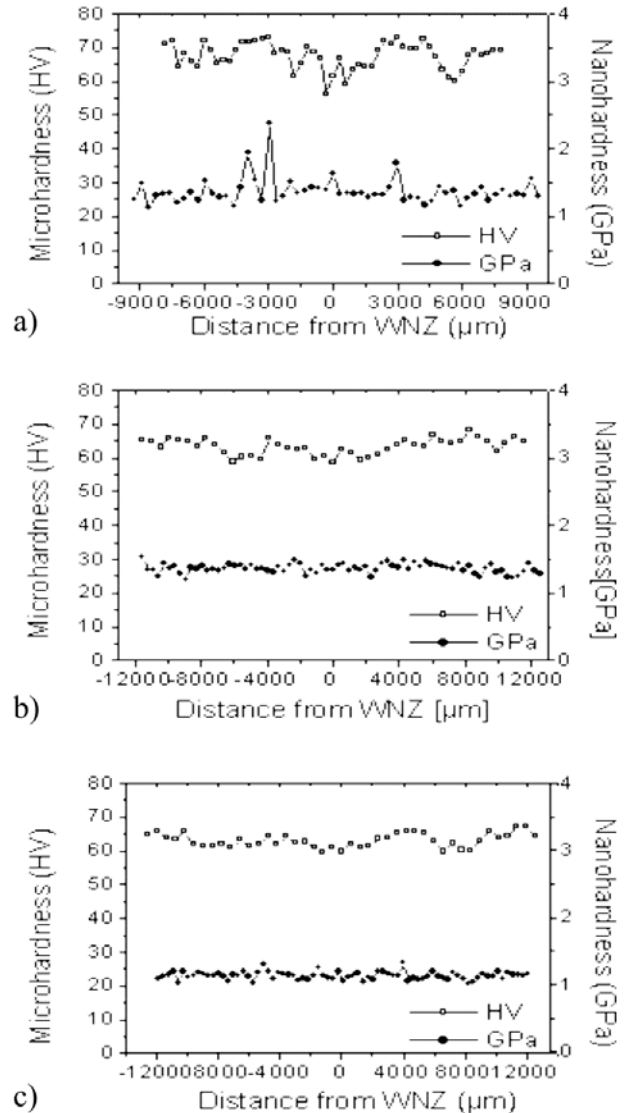 80
70
60
50
40
30
20
10
0
Microhardness (HV)
4
3
2
1
0
Nanohardness (GPa)
HV
GPa
-9000 -6000 -3000 0 3000 6000 9000
Distance from WNZ (µm)
a)
80
70
60
50
40
30
20
10
0
Microhardness (HV)
4
3
2
1
0
Nanohardness[GPa]
HV
GPa
-12000 -8000 -4000 0 4000 8000 12000
Distance from WNZ [µm]
b)
80
70
60
50
40
30
20
10
0
Microhardness (HV)
4
3
2
1
0
Nanohardness (GPa)
HV
GPa
-12000 -8000 -4000 0 4000 8000 12000
Distance from WNZ (µm)
c)